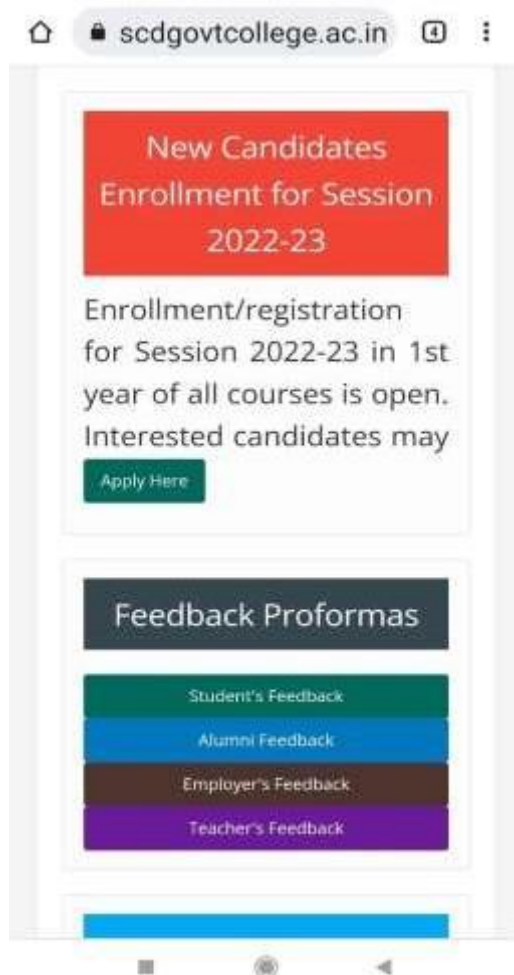 scdgovtcollege.ac.in 4
New Candidates
Enrollment for Session
2022-23
Enrollment/registration
for Session 2022-23 in 1st
year of all courses is open.
Interested candidates may
Apply Here
Feedback Proformas
Student's Feedback
Alumni Feedback
Employer's Feedback
Teacher's Feedback